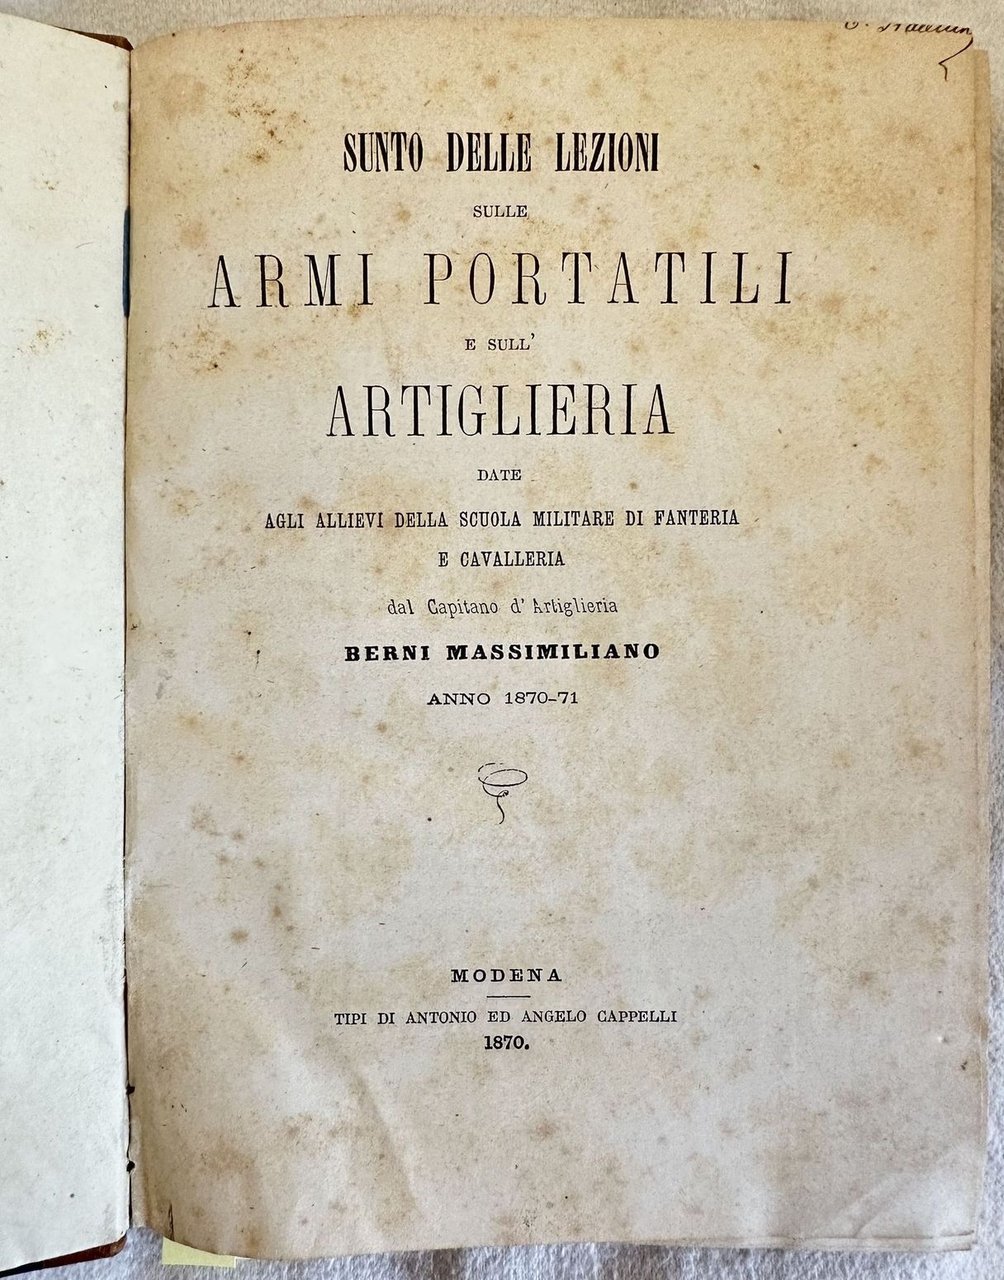 SUNTO DELLE LEZIONI
SULLE
ARMI PORTATILI
E SULL'
ARTIGLIERIA
DATE
AGLI ALLIEVI DELLA SCUOLA MILITARE DI FANTERIA
E CAVALLERIA
dal Capitano d' Artiglieria
BERNI MASSIMILIANO
ANNO 1870-71
MODENA
TIPI DI ANTONIO ED ANGELO CAPPELLI
1870.